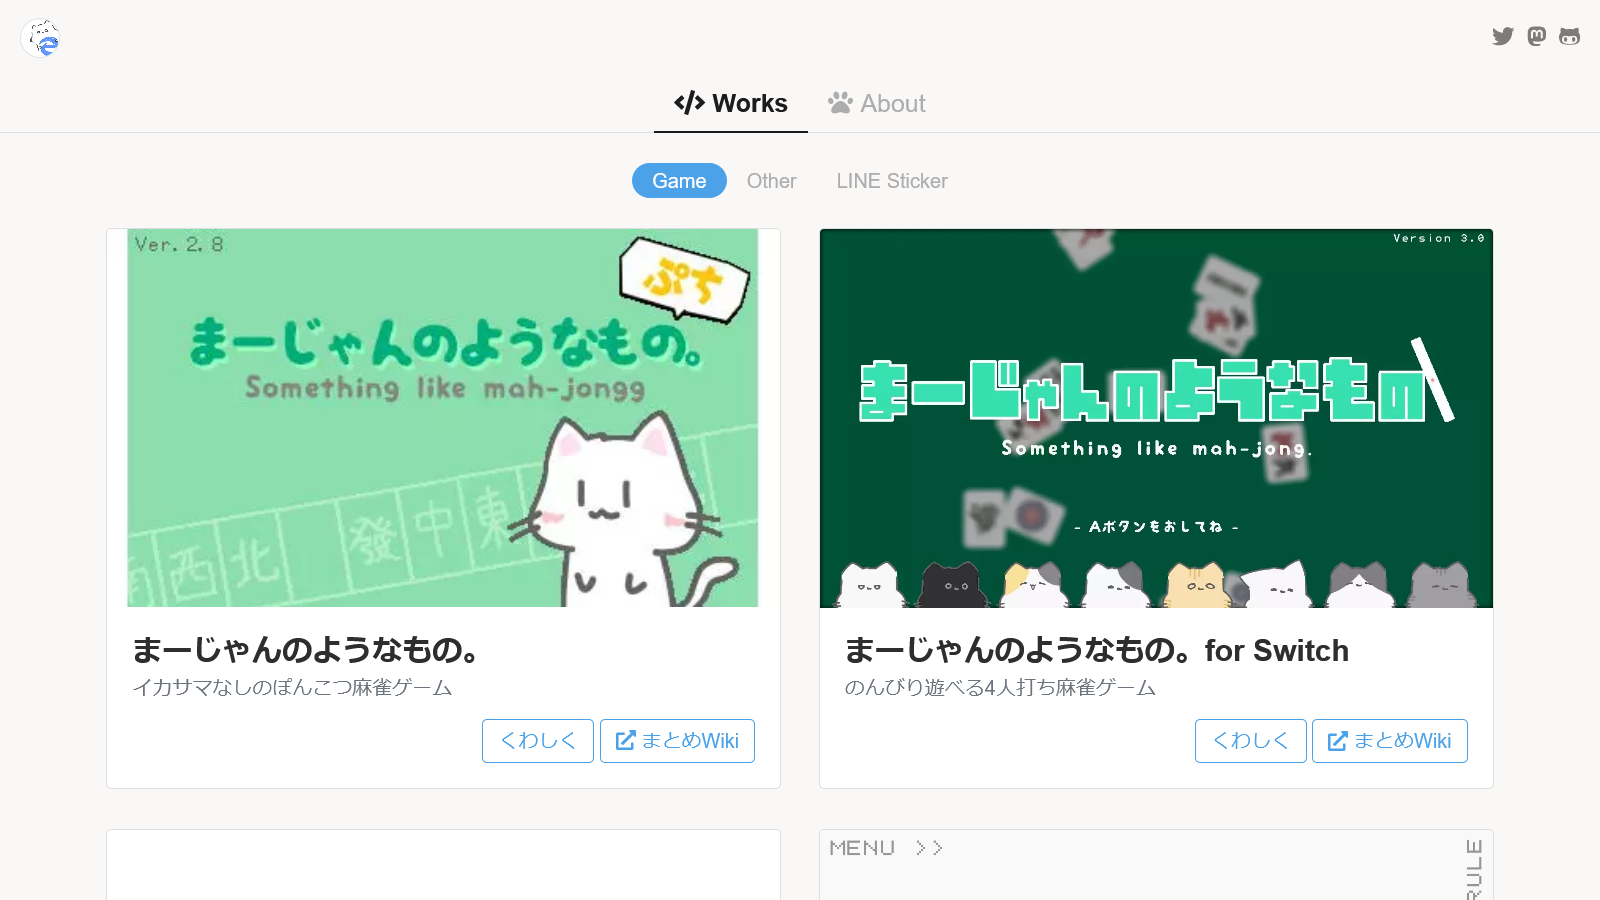 Works
About
Game
Other
LINE Sticker
Ver.2.8
ぷち
まーじゃんのようなもの。
Something like mah-jongg
南西北 發中東
まーじゃんのようなもの。
イカサマなしのぽんこつ麻雀ゲーム
くわしく
まとめWiki
Version 3.0
まーじゃんのようなもの
Something like mah-jong.
- Aボタンをおしてね -
まーじゃんのようなもの。for Switch
のんびり遊べる4人打ち麻雀ゲーム
くわしく
まとめWiki
MENU >>
RULE